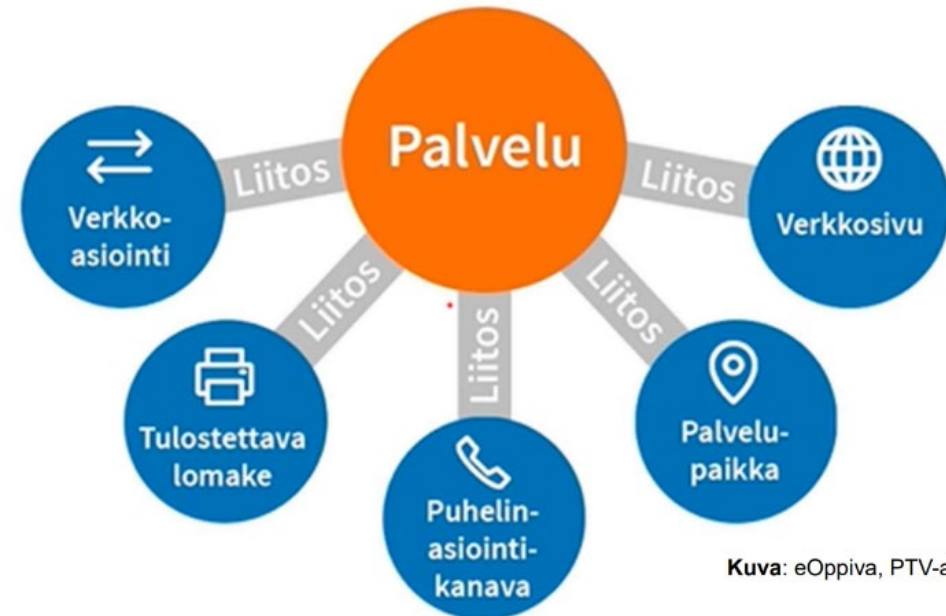 Palvelu
Liitos
Liitos
Liitos
Liitos
Liitos
Verkko-
asiointi
Tulostettava
lomake
Puhelin-
asiointi-
kanava
Palvelu-
paikka
Verkkosivu
Kuva: eOppiva, PTV-a